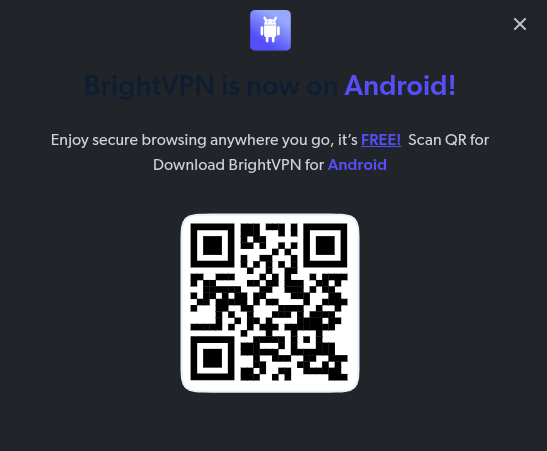 BrightVPN is now on Android!
Enjoy secure browsing anywhere you go, it's FREE! Scan QR for
Download BrightVPN for Android